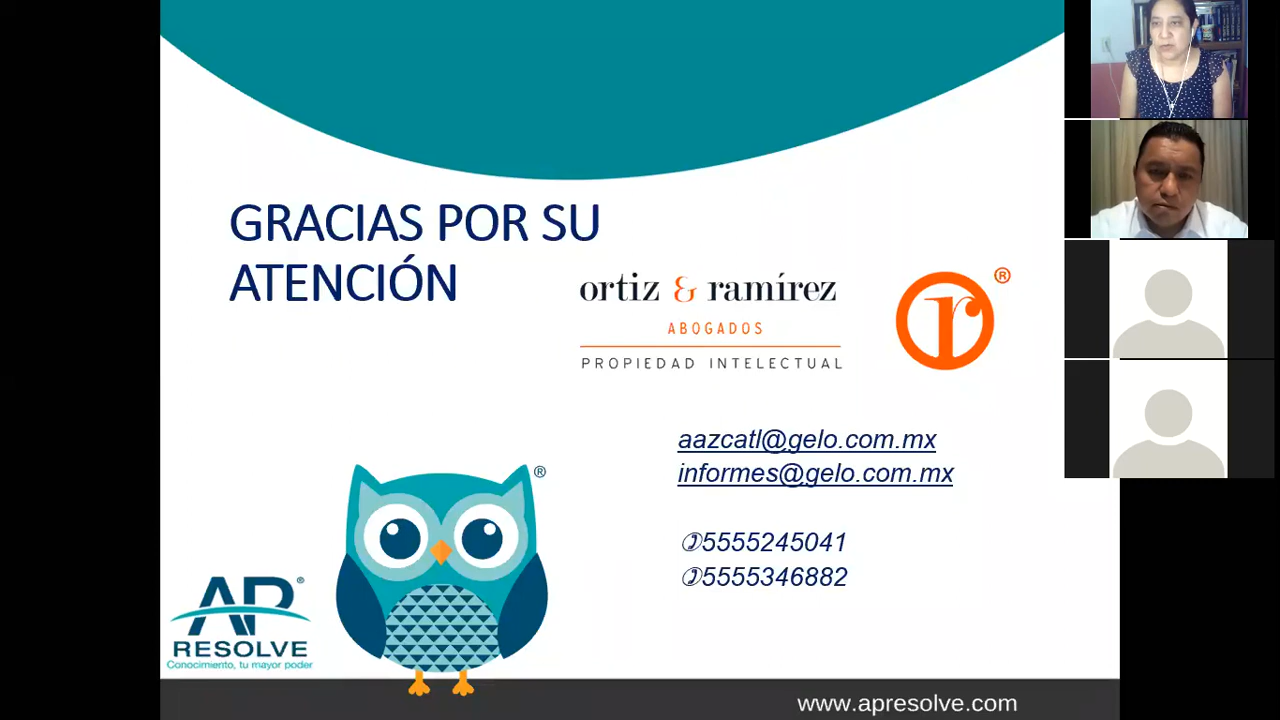 GRACIAS POR SU
ATENCIÓN
ortiz & ramírez
®
ABOGADOS
PROPIEDAD INTELECTUAL
r
aazcatl@gelo.com.mx
informes@gelo.com.mx
✆5555245041
✆5555346882
®
AP®
RESOLVE
Conocimiento, tu mayor poder
www.apresolve.com